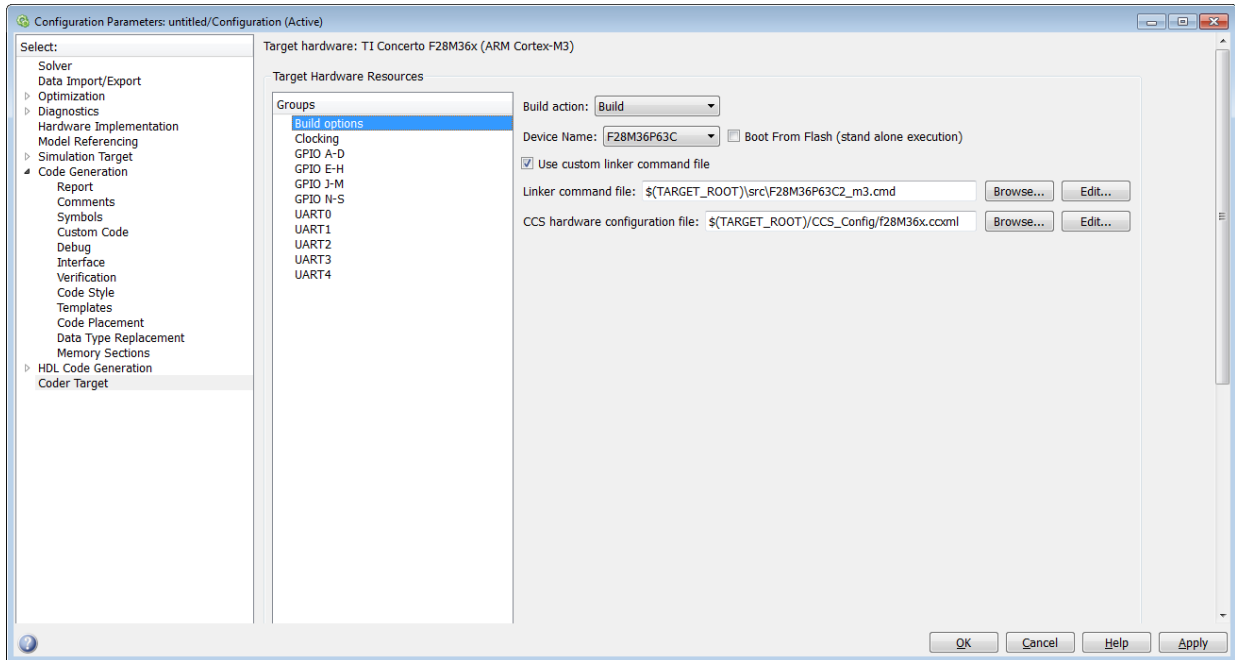 Configuration Parameters: untitled/Configuration (Active)
Select:
Solver
Data Import/Export
Optimization
Diagnostics
Hardware Implementation
Model Referencing
Simulation Target
Code Generation
Report
Comments
Symbols
Custom Code
Debug
Interface
Verification
Code Style
Templates
Code Placement
Data Type Replacement
Memory Sections
HDL Code Generation
Coder Target
Target hardware: TI Concerto F28M36x (ARM Cortex-M3)
Target Hardware Resources
Groups
Build options
Clocking
GPIO A-D
GPIO E-H
GPIO J-M
GPIO N-S
UART0
UART1
UART2
UART3
UART4
Build action: Build
Device Name: F28M36P63C Boot From Flash (stand alone execution)
Use custom linker command file
Linker command file: $(TARGET_ROOT)\src\F28M36P63C2_m3.cmd Browse... Edit...
CCS hardware configuration file: $(TARGET_ROOT)/CCS_Config/f28M36x.ccxml Browse... Edit...
OK Cancel Help Apply